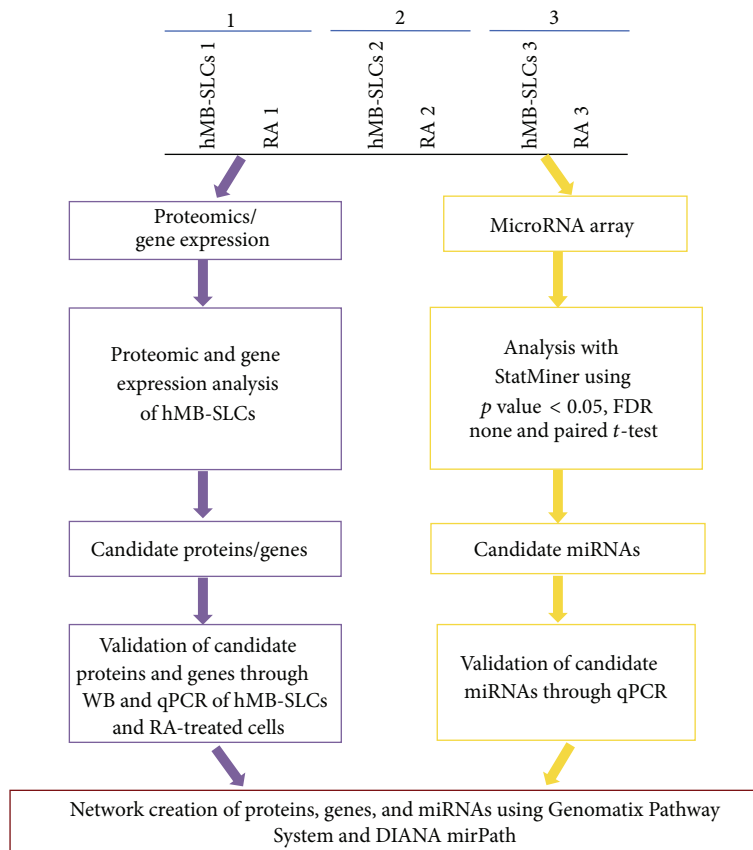 1
2
3
hMB-SLCs 1
RA 1
hMB-SLCs 2
RA 2
hMB-SLCs 3
RA 3
Proteomics/
gene expression
MicroRNA array
Proteomic and gene
expression analysis
of hMB-SLCs
Analysis with
StatMiner using
p value < 0.05, FDR
none and paired t-test
Candidate proteins/genes
Candidate miRNAs
Validation of candidate
proteins and genes through
WB and qPCR of hMB-SLCs
and RA-treated cells
Validation of candidate
miRNAs through qPCR
Network creation of proteins, genes, and miRNAs using Genomatix Pathway
System and DIANA mirPath